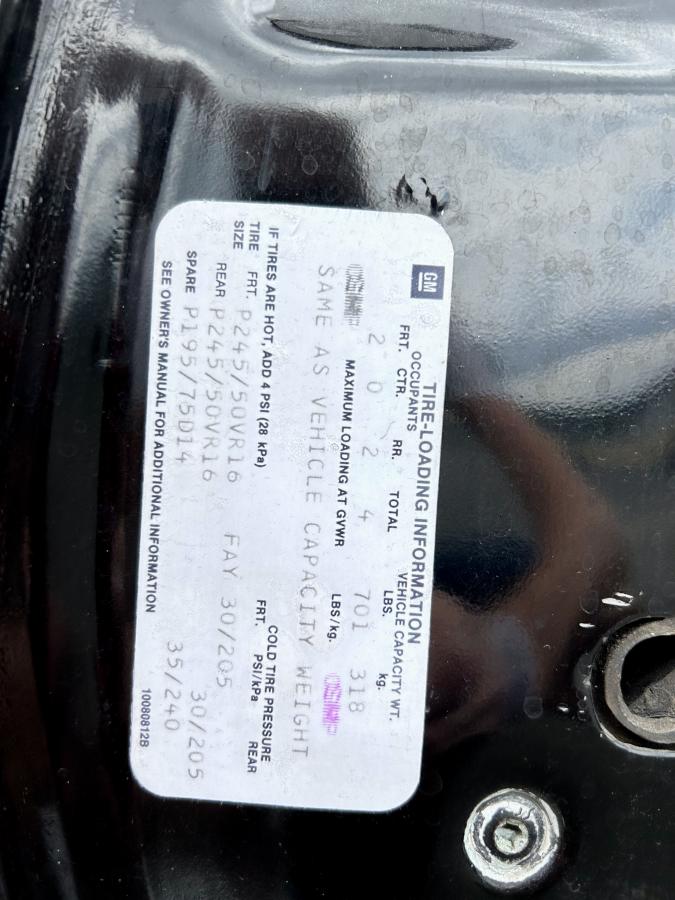 GM
TIRE-LOADING INFORMATION
OCCUPANTS VEHICLE CAPACITY WT.
FRT. CTR. RR. TOTAL LBS. kg.
2 0 2 4 701 318
MAXIMUM LOADING AT GVWR LBS/kg.
SAME AS VEHICLE CAPACITY WEIGHT
IF TIRES ARE HOT, ADD 4 PSI (28 kPa) COLD TIRE PRESSURE
TIRE FRT. PSI/kPa REAR
SIZE FRT. P245/50VR16 FAY 30/205
REAR P245/50VR16 30/205
SPARE P195/75D14 35/240
SEE OWNER'S MANUAL FOR ADDITIONAL INFORMATION 10080812B